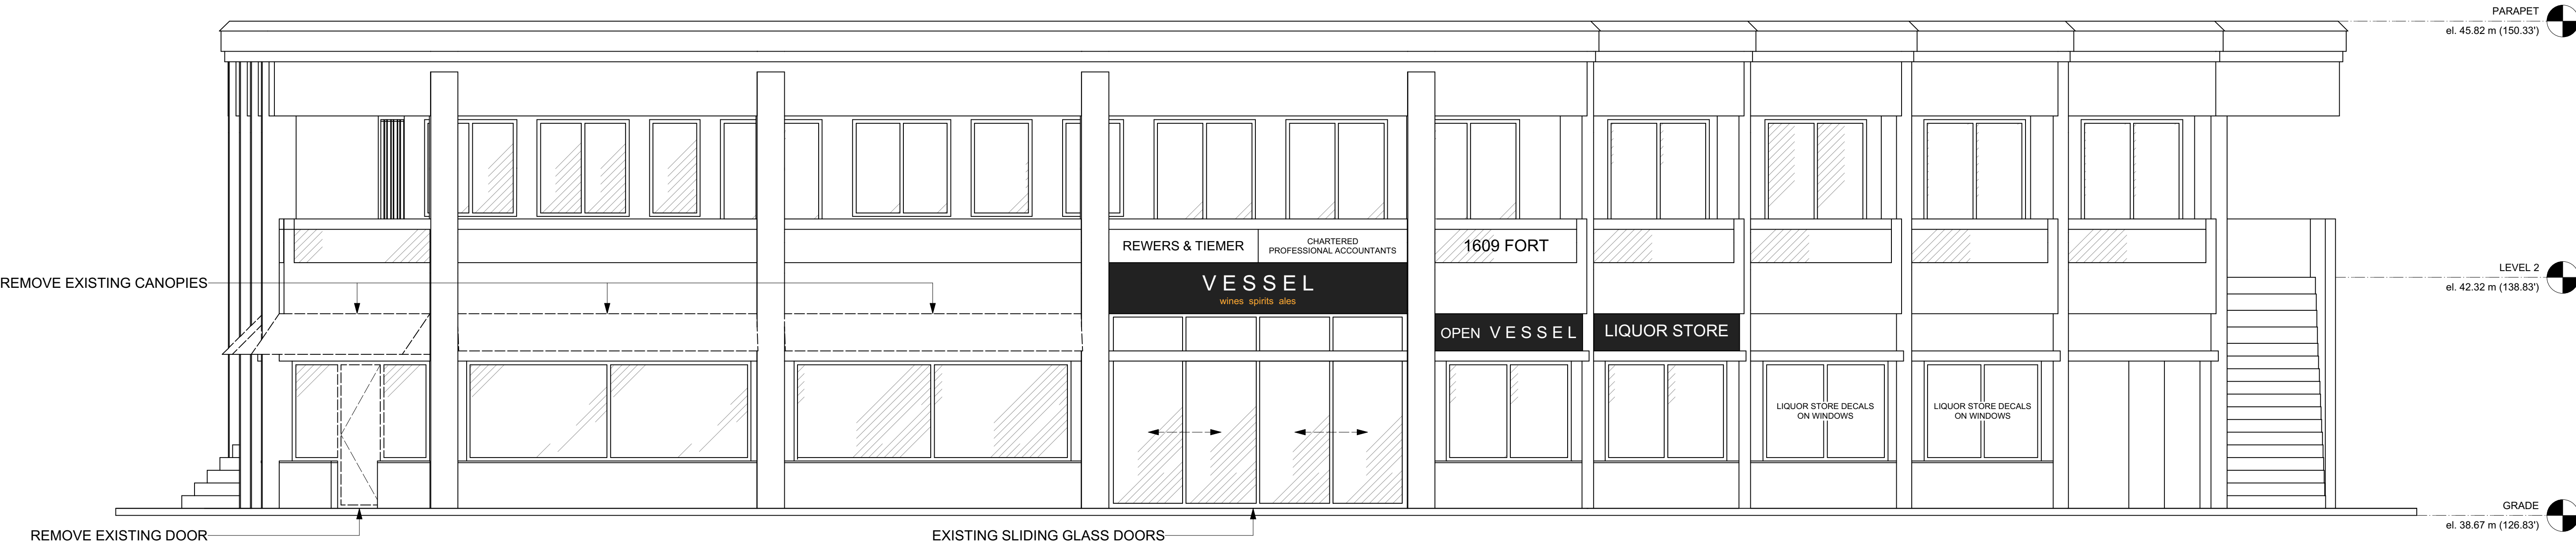 PARAPET
el. 45.82 m (150.33')
REWERS & TIEMER
CHARTERED
PROFESSIONAL ACCOUNTANTS
1609 FORT
VESSEL
wines spirits ales
LEVEL 2
el. 42.32 m (138.83')
REMOVE EXISTING CANOPIES
OPEN VESSEL
LIQUOR STORE
LIQUOR STORE DECALS
ON WINDOWS
LIQUOR STORE DECALS
ON WINDOWS
GRADE
el. 38.67 m (126.83')
REMOVE EXISTING DOOR
EXISTING SLIDING GLASS DOORS